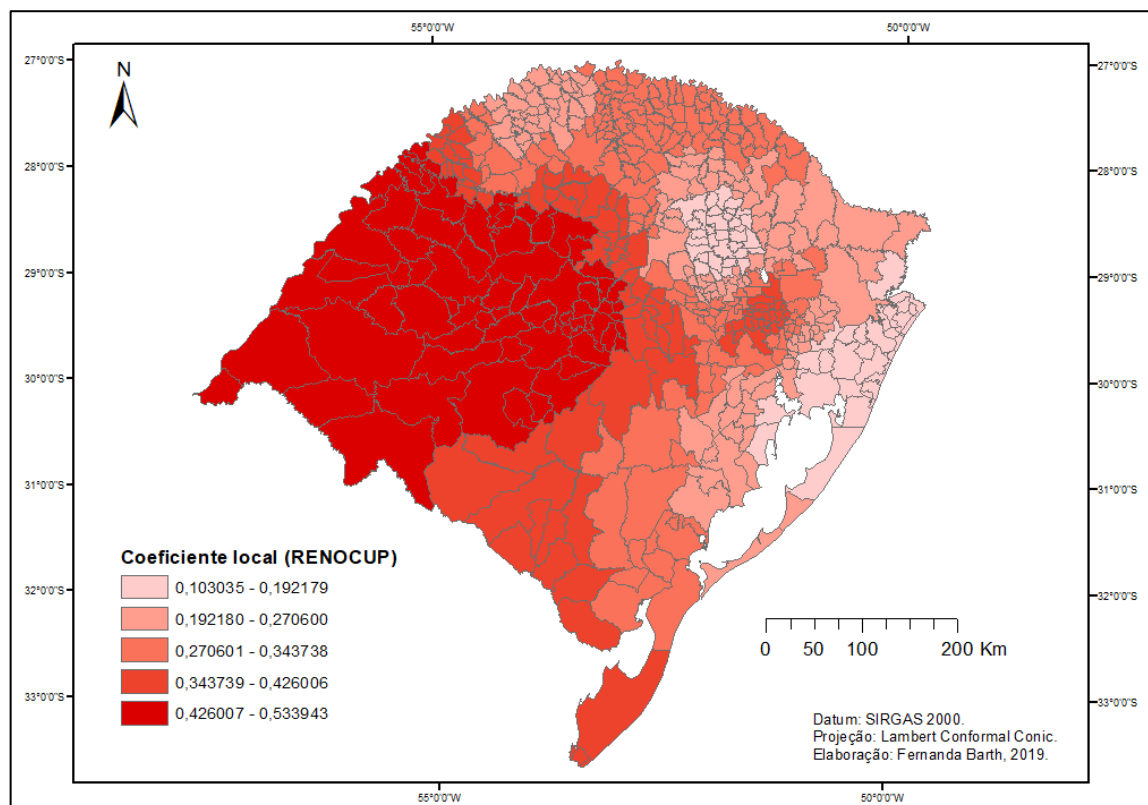 55°0'0"W 50°0'0"W
27°0'0"S 27°0'0"S
N
28°0'0"S 28°0'0"S
29°0'0"S 29°0'0"S
30°0'0"S 30°0'0"S
31°0'0"S 31°0'0"S
32°0'0"S 32°0'0"S
33°0'0"S 33°0'0"S
Coeficiente local (RENOCUP)
0,103035 - 0,192179
0,192180 - 0,270600
0,270601 - 0,343738
0,343739 - 0,426006
0,426007 - 0,533943
0 50 100 200 Km
Datum: SIRGAS 2000.
Projeção: Lambert Conformal Conic.
Elaboração: Fernanda Barth, 2019.
55°0'0"W 50°0'0"W